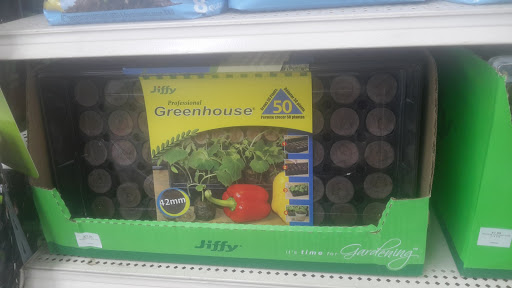 Jiffy
Professional
Greenhouse
50
42mm
Jiffy
it's time for Gardening